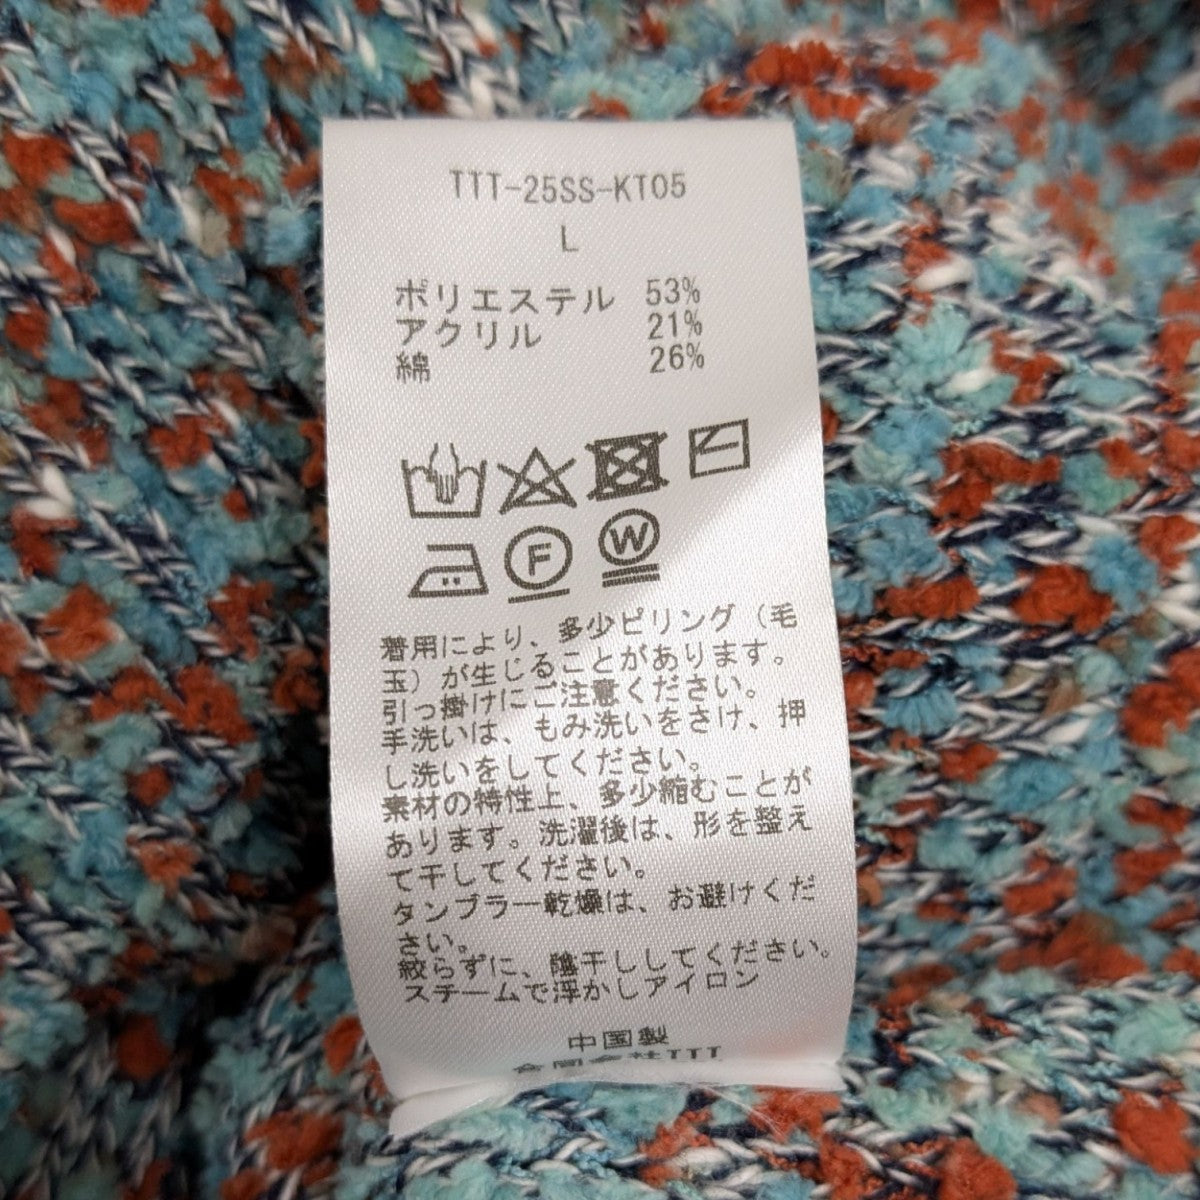 TTT-25SS-KT05
L
ポリエステル 53%
アクリル 21%
綿 26%
F W
着用により、多少ピリング（毛
玉）が生じることがあります。
引っ掛けにご注意ください。
手洗いは、もみ洗いをさけ、押
し洗いをしてください。
素材の特性上、多少縮むことが
あります。洗濯後は、形を整え
て干してください。
タンブラー乾燥は、お避けくだ
さい。
絞らずに、陰干ししてください。
スチームで浮かしアイロン
中国製
合同会社TTT